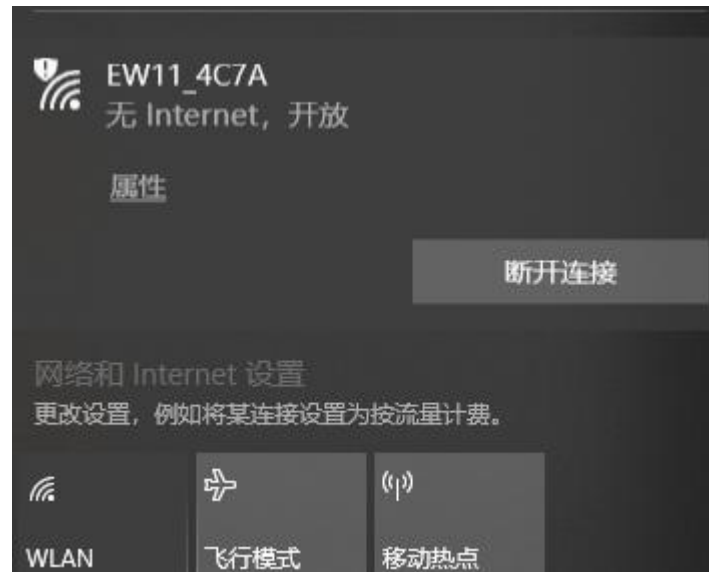 EW11_4C7A
无 Internet，开放
属性
断开连接
网络和 Internet 设置
更改设置，例如将某连接设置为按流量计费。
WLAN
飞行模式
移动热点